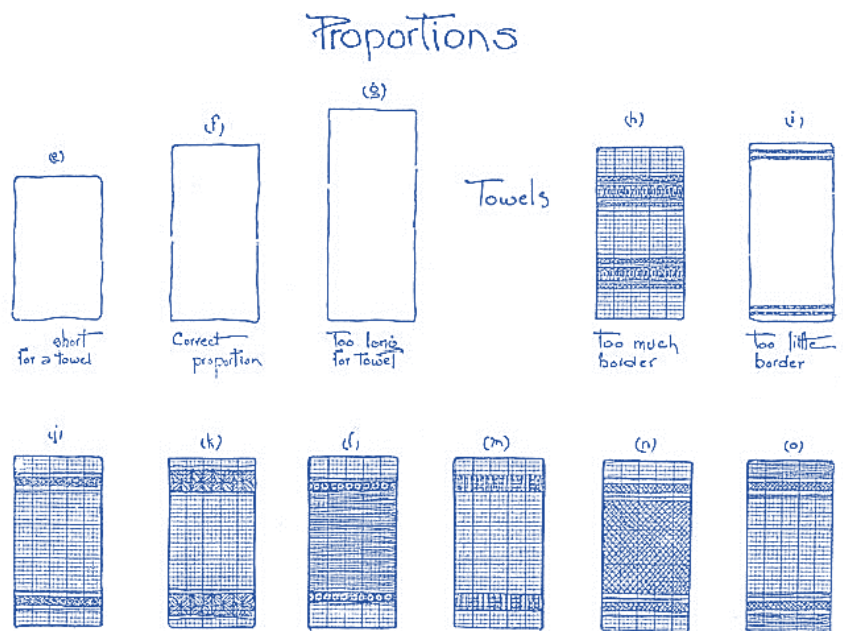 Proportions
(e)
(f)
(g)
Towels
(h)
(i)
short
for a towel
Correct
proportion
Too long
for Towel
too much
border
too little
border
(j)
(k)
(l)
(m)
(n)
(o)